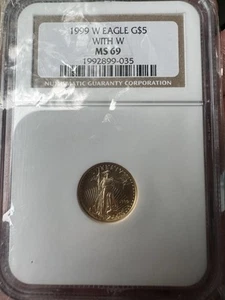 1999 W EAGLE G$5
WITH W
MS 69
1992899-035
NUMISMATIC GUARANTY CORPORATION